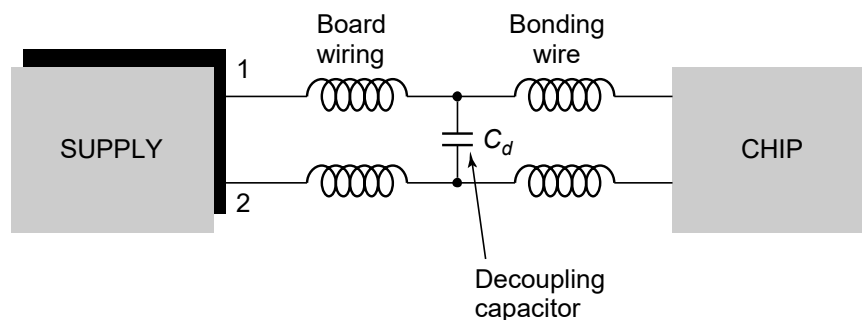 Board
wiring
Bonding
wire
1
SUPPLY
C_d
CHIP
2
Decoupling
capacitor